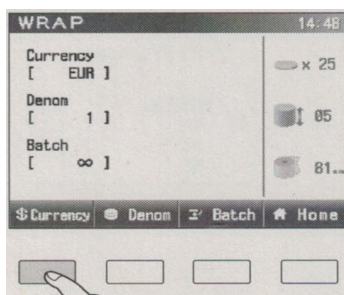 WRAP 14:48
Currency
[ EUR ]
x 25
Denom
[ 1 ]
05
Batch
[ ∞ ]
81...
$ Currency Denom Batch Home